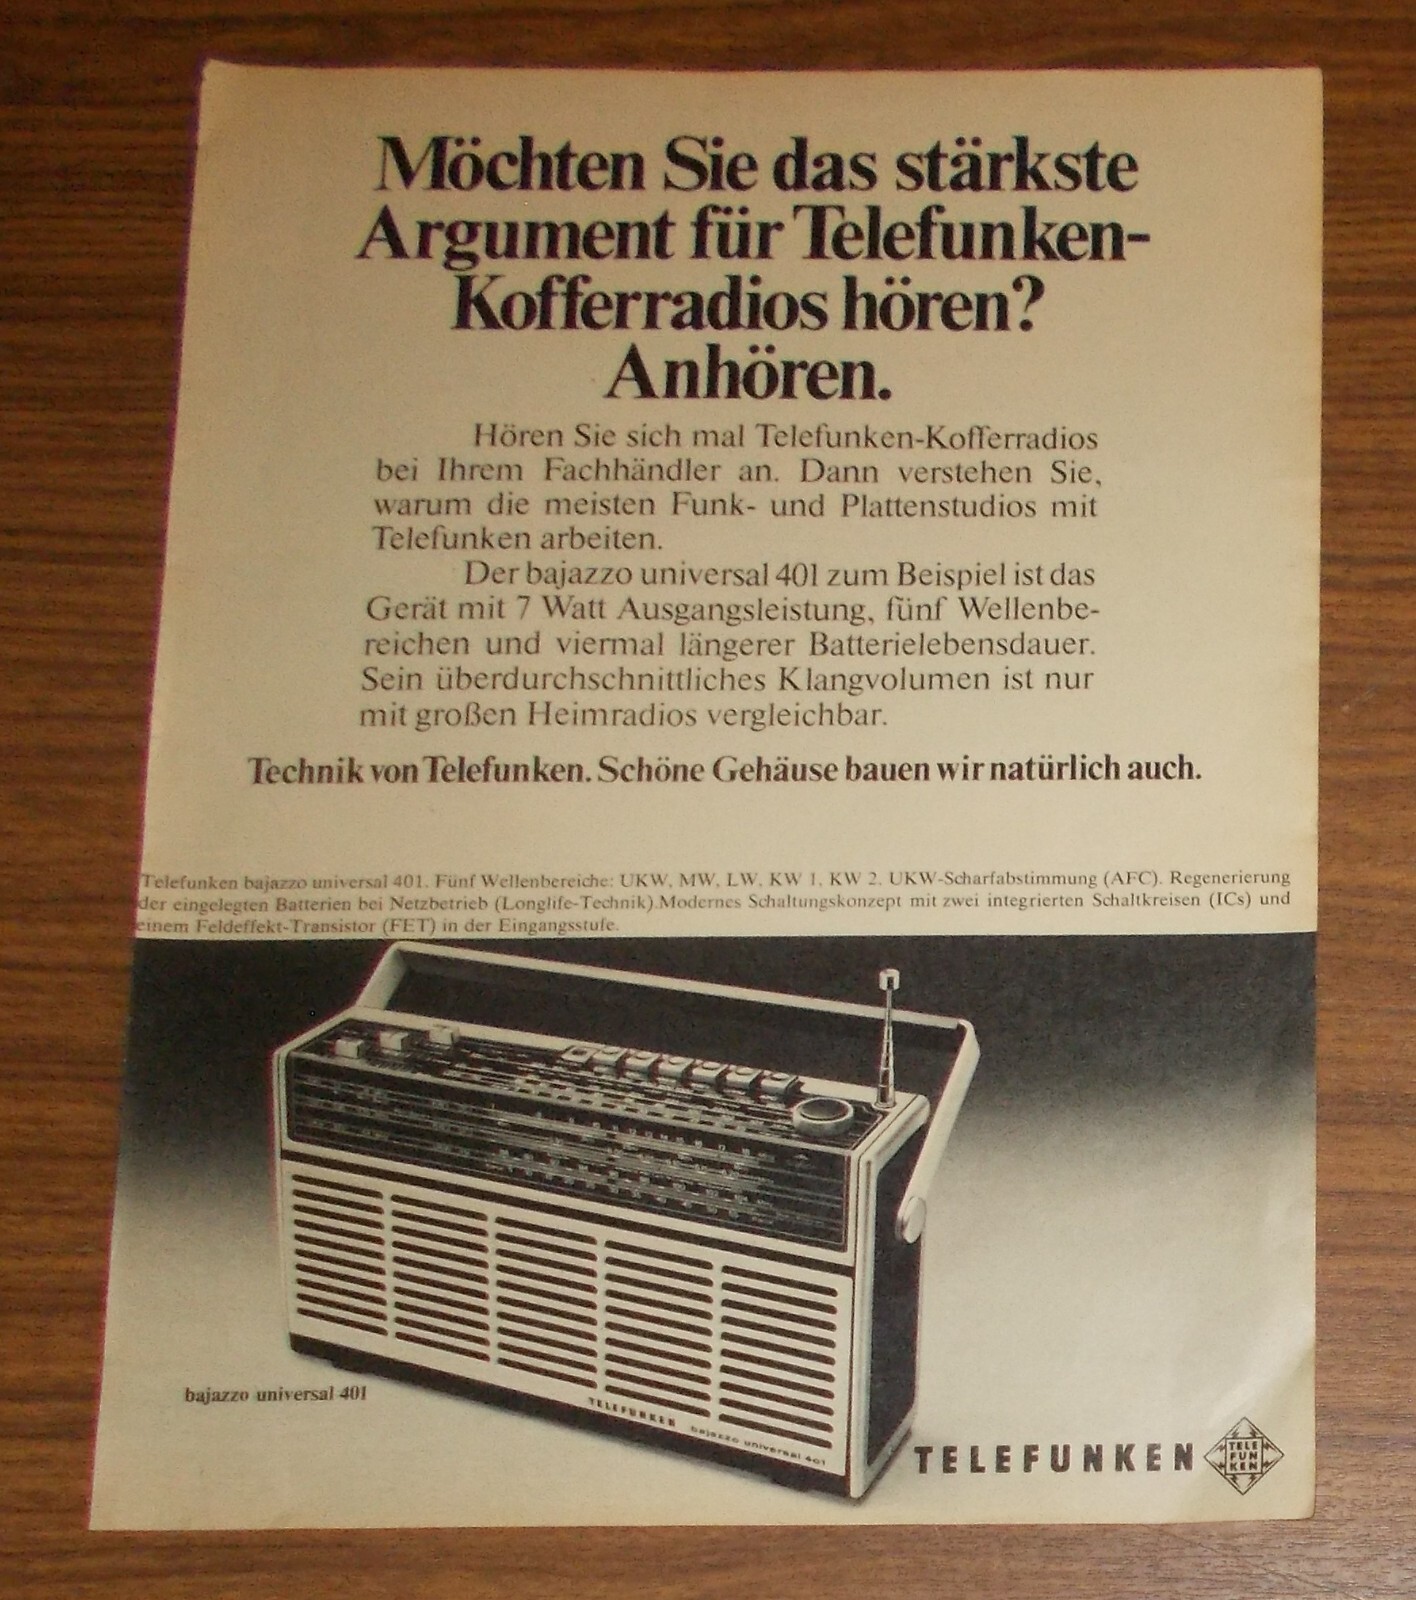 Möchten Sie das stärkste
Argument für Telefunken-
Kofferradios hören?
Anhören.
Hören Sie sich mal Telefunken-Kofferradios
bei Ihrem Fachhändler an. Dann verstehen Sie,
warum die meisten Funk- und Plattenstudios mit
Telefunken arbeiten.
Der bajazzo universal 401 zum Beispiel ist das
Gerät mit 7 Watt Ausgangsleistung, fünf Wellenbe-
reichen und viermal längerer Batterielebensdauer.
Sein überdurchschnittliches Klangvolumen ist nur
mit großen Heimradios vergleichbar.
Technik von Telefunken. Schöne Gehäuse bauen wir natürlich auch.
Telefunken bajazzo universal 401. Fünf Wellenbereiche: UKW, MW, LW, KW 1, KW 2. UKW-Scharfabstimmung (AFC). Regenerierung
der eingelegten Batterien bei Netzbetrieb (Longlife-Technik).Modernes Schaltungskonzept mit zwei integrierten Schaltkreisen (ICs) und
einem Feldeffekt-Transistor (FET) in der Eingangsstufe.
bajazzo universal 401
TELEFUNKEN bajazzo universal 401
TELEFUNKEN
TELE
FUN
KEN